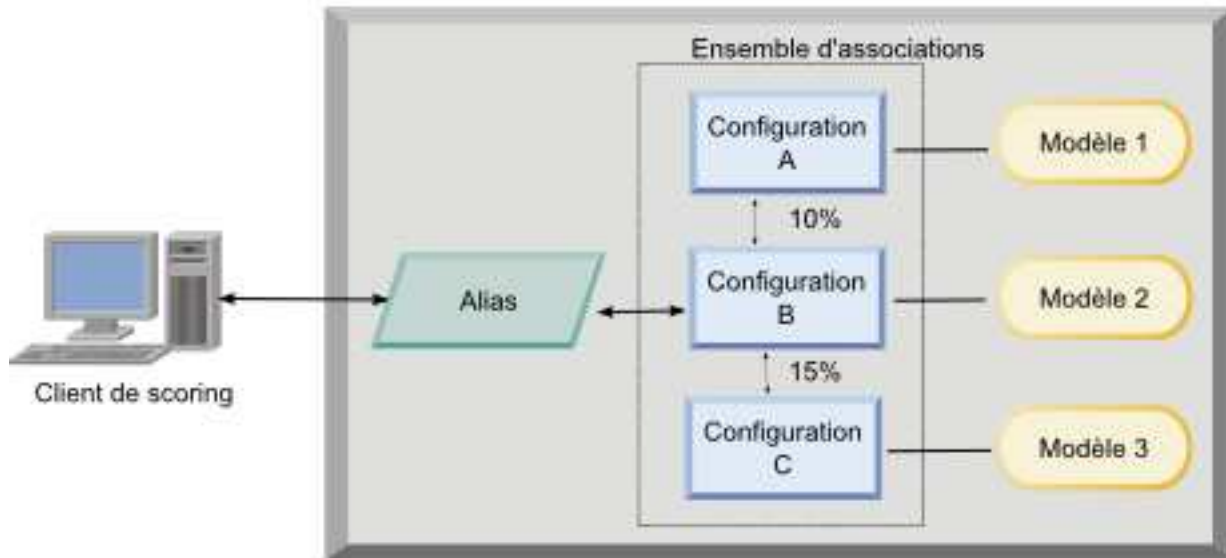 Ensemble d'associations
Configuration
A
Modèle 1
10%
Configuration
B
Modèle 2
Alias
15%
Client de scoring
Configuration
C
Modèle 3